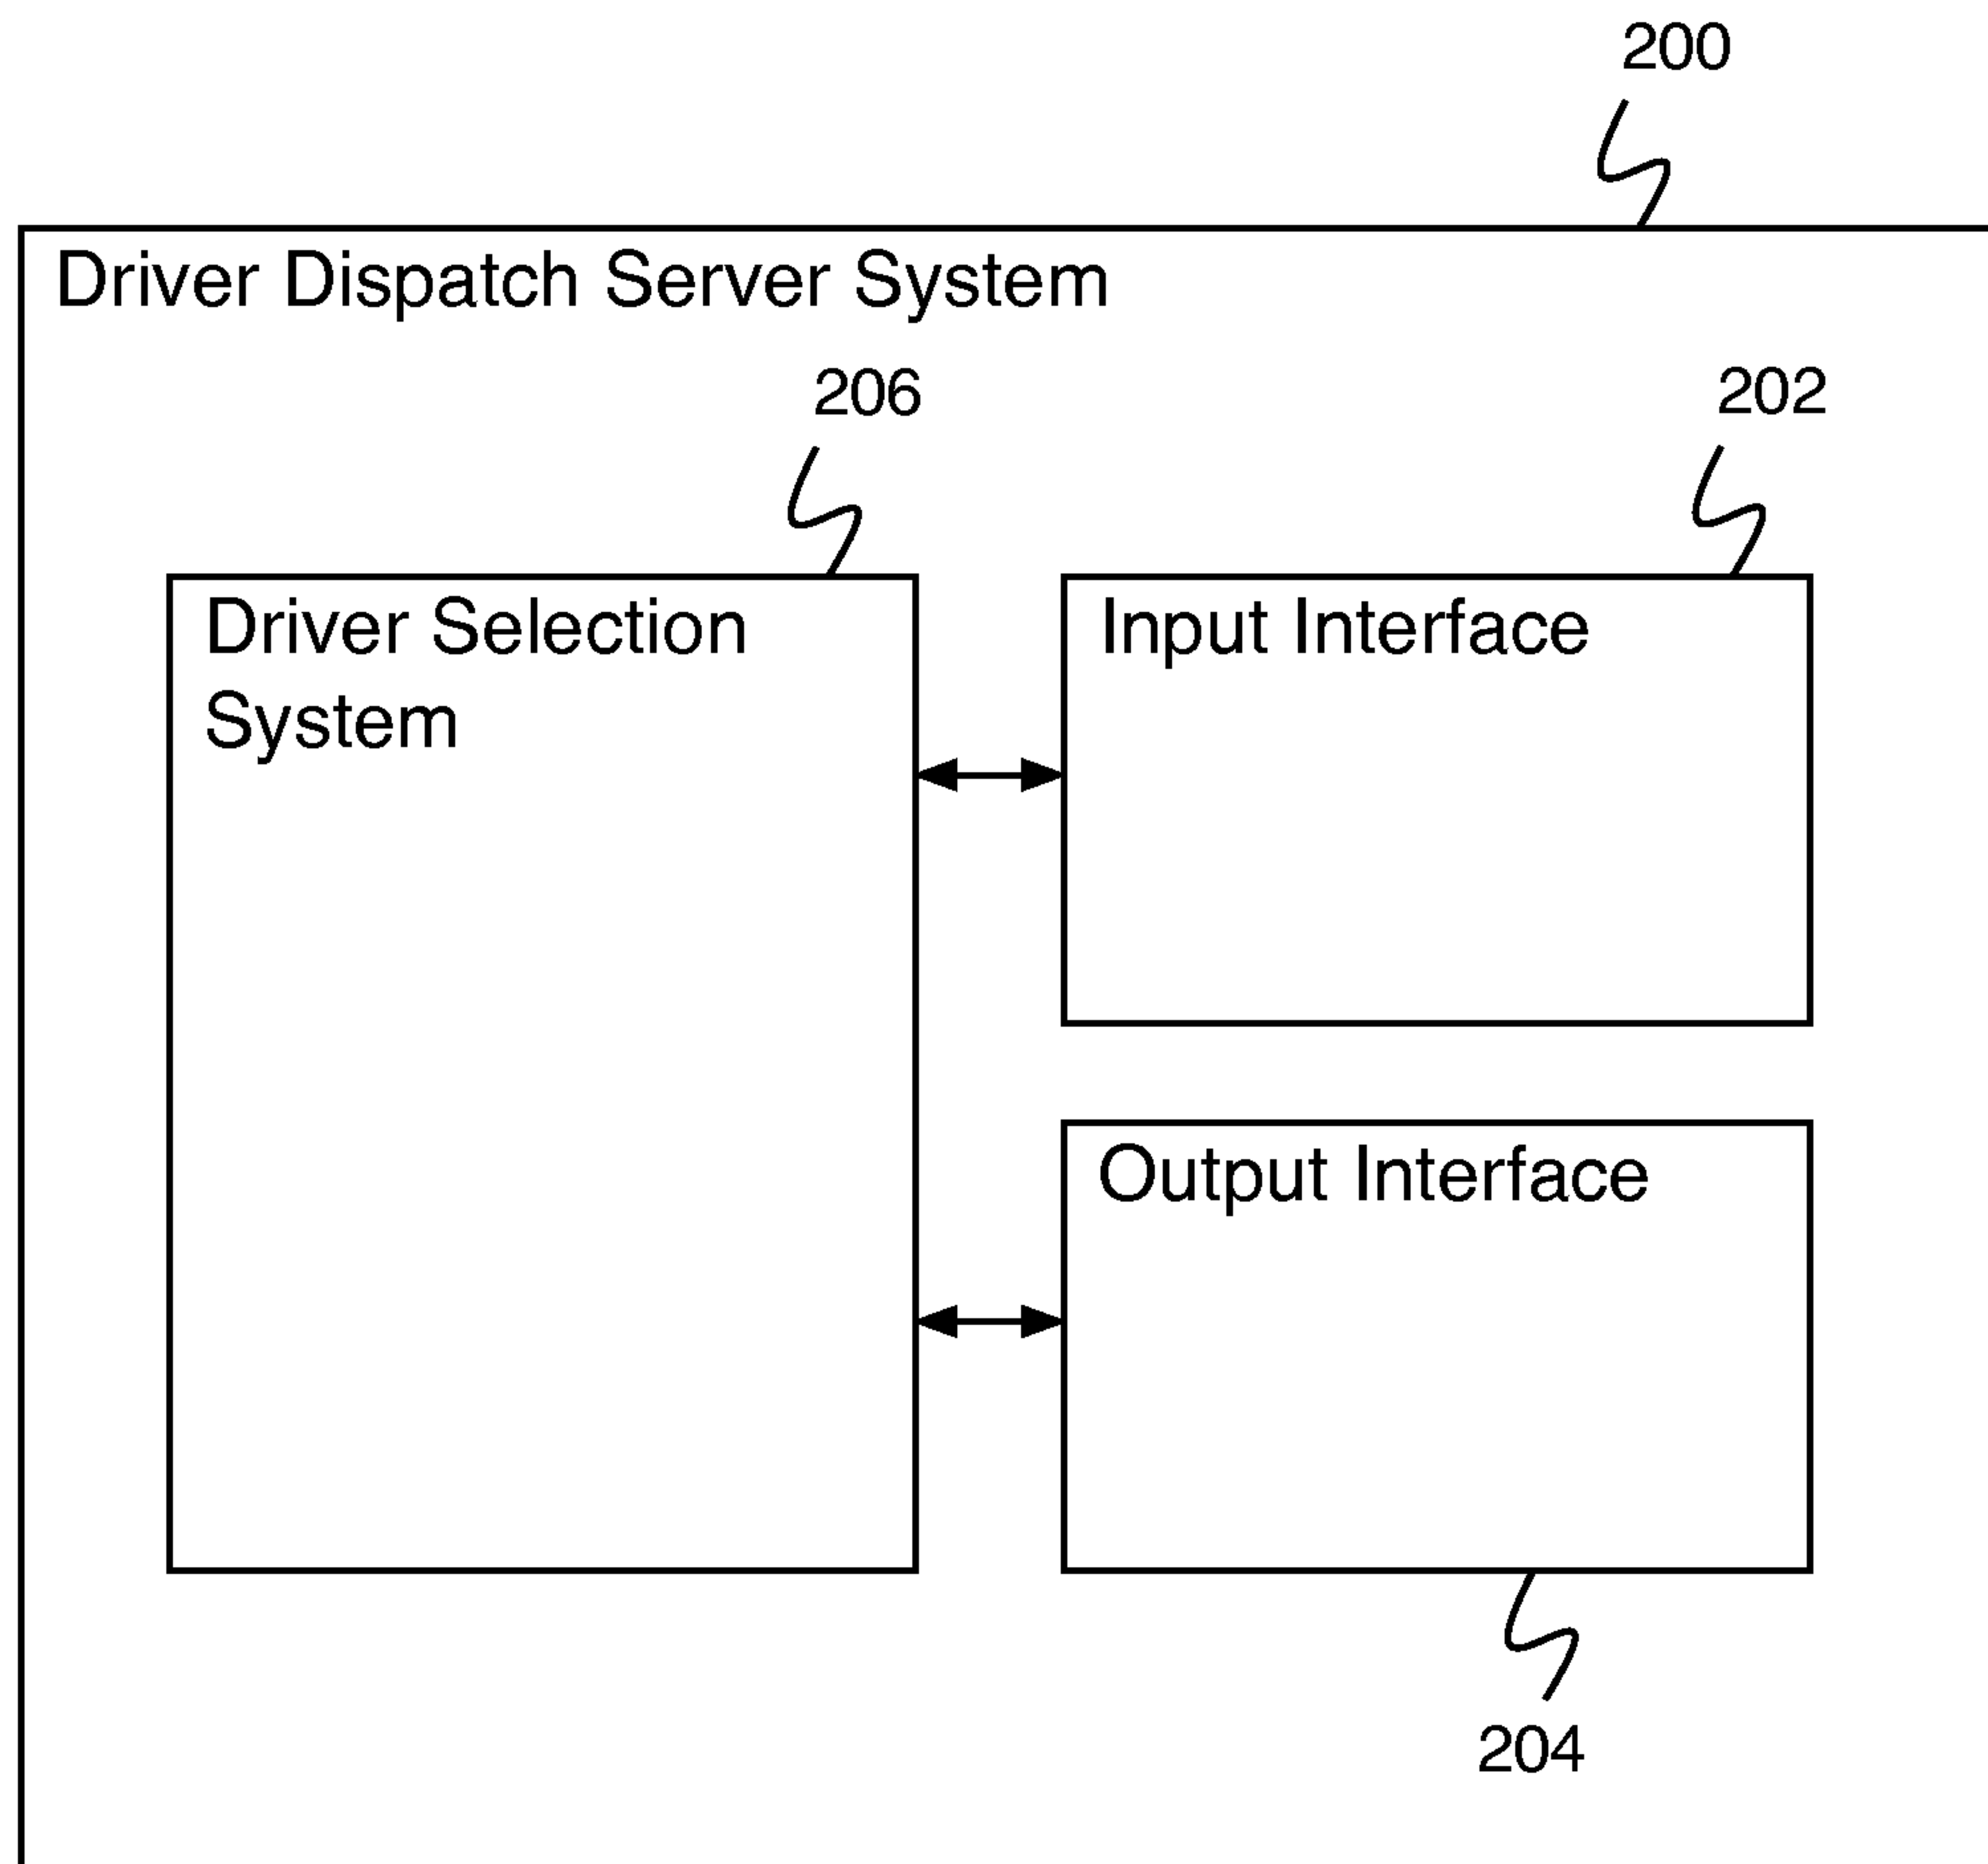 200
Driver Dispatch Server System
206
202
Driver Selection
System
Input Interface
Output Interface
204